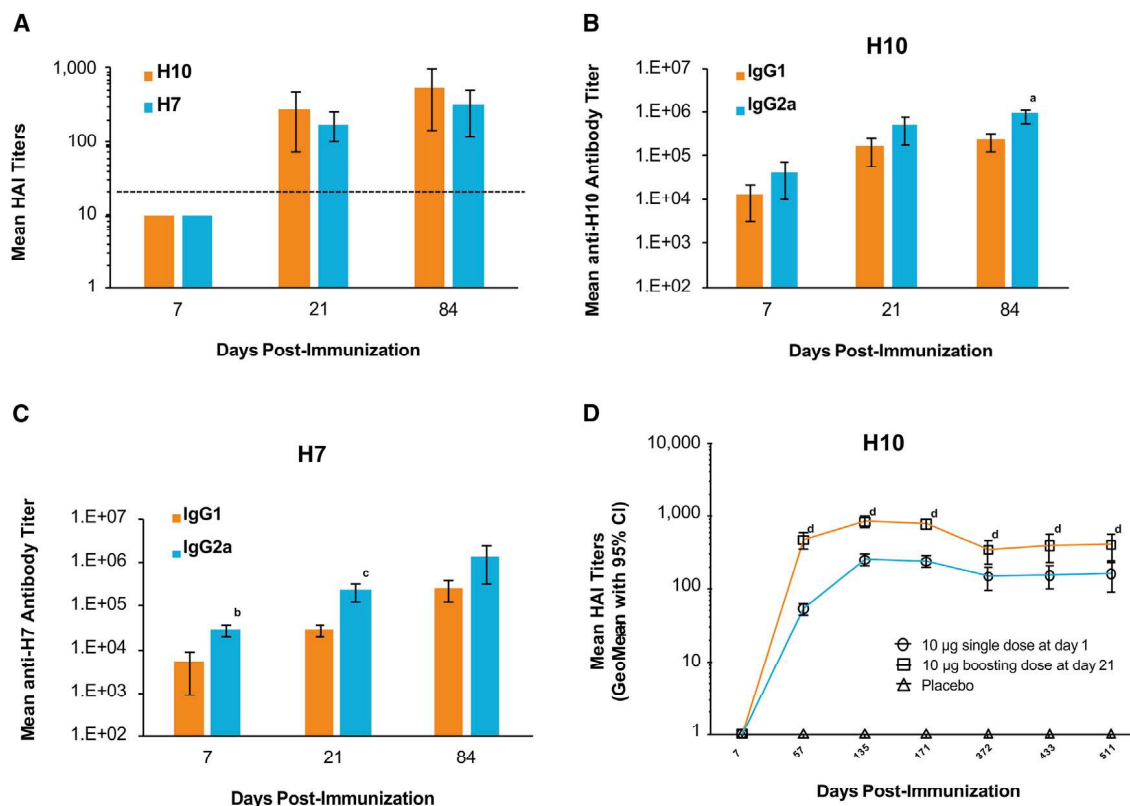 A
1,000
100
10
1
Mean HAI Titers
H10
H7
7
21
84
Days Post-Immunization
B
H10
1.E+07
1.E+06
1.E+05
1.E+04
1.E+03
1.E+02
Mean anti-H10 Antibody Titer
IgG1
IgG2a
a
7
21
84
Days Post-Immunization
C
H7
1.E+07
1.E+06
1.E+05
1.E+04
1.E+03
1.E+02
Mean anti-H7 Antibody Titer
IgG1
IgG2a
b
c
7
21
84
Days Post-Immunization
D
H10
10,000
1,000
100
10
1
Mean HAI Titers
(GeoMean with 95% CI)
d
d
d
d
d
d
10 µg single dose at day 1
10 µg boosting dose at day 21
Placebo
7
57
135
171
372
433
511
Days Post-Immunization